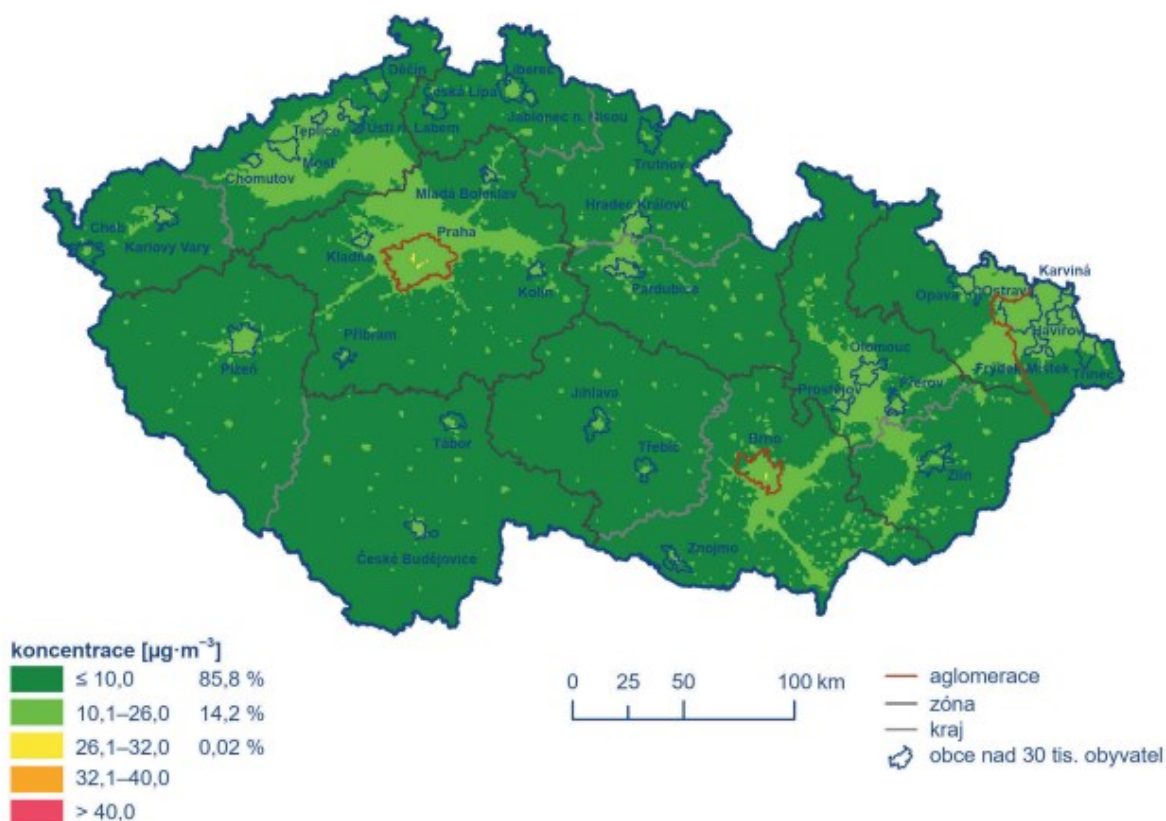 Děčín
Liberec
Česká Lípa
Jablonec n. Nisou
Teplice
Ústí n. Labem
Most
Chomutov
Trutnov
Mladá Boleslav
Hradec Králové
Cheb
Karlovy Vary
Praha
Kladno
Kolín
Pardubice
Karviná
Opava
Ostrava
Havířov
Příbram
Plzeň
Olomouc
Frýdek-Místek
Třinec
Prostějov
Přerov
Jihlava
Tábor
Třebíč
Brno
Zlín
České Budějovice
Znojmo
koncentrace [µg·m⁻³]
≤ 10,0 85,8 %
10,1–26,0 14,2 %
26,1–32,0 0,02 %
32,1–40,0
> 40,0
0 25 50 100 km
aglomerace
zóna
kraj
obce nad 30 tis. obyvatel